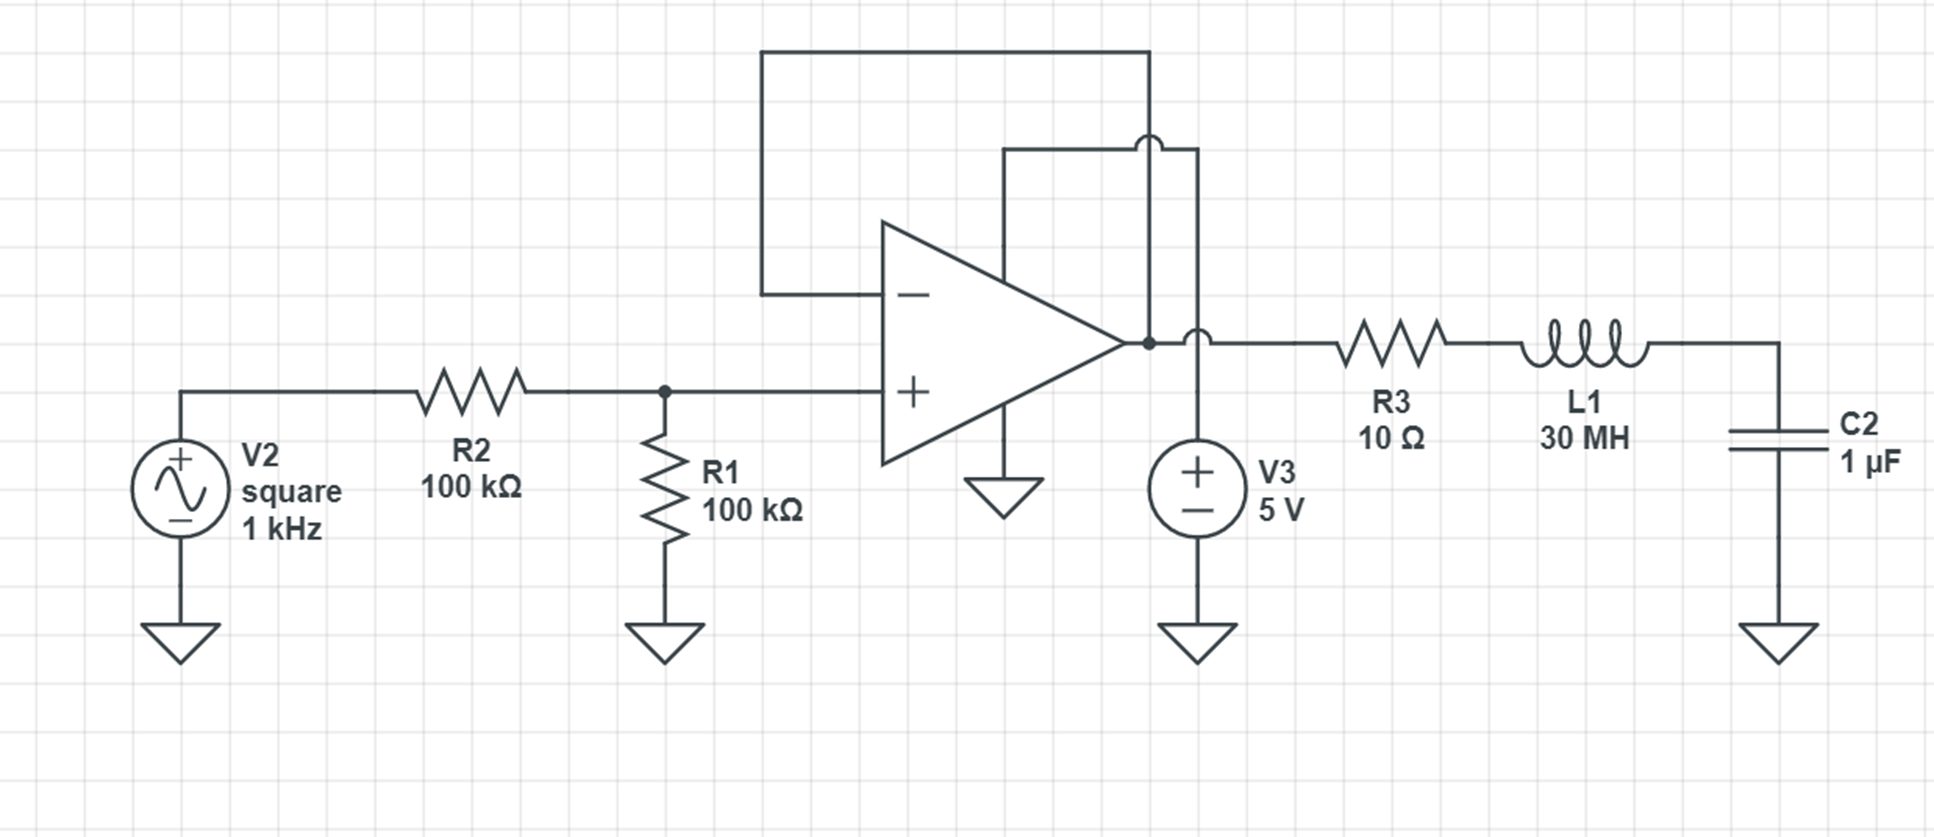 V2
square
1 kHz
R2
100 kΩ
R1
100 kΩ
V3
5 V
R3
10 Ω
L1
30 MH
C2
1 µF